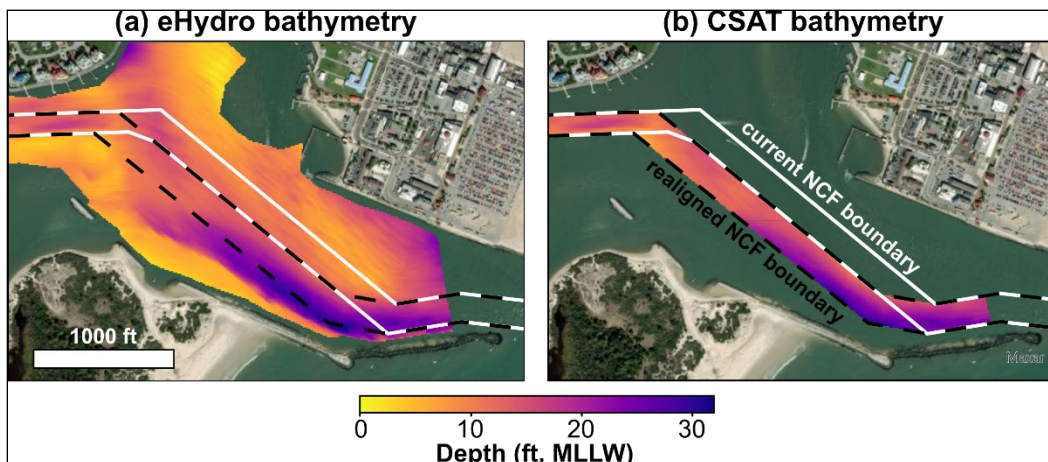 (a) eHydro bathymetry
(b) CSAT bathymetry
current NCF boundary
realigned NCF boundary
1000 ft
Maxar
0 10 20 30
Depth (ft, MLLW)